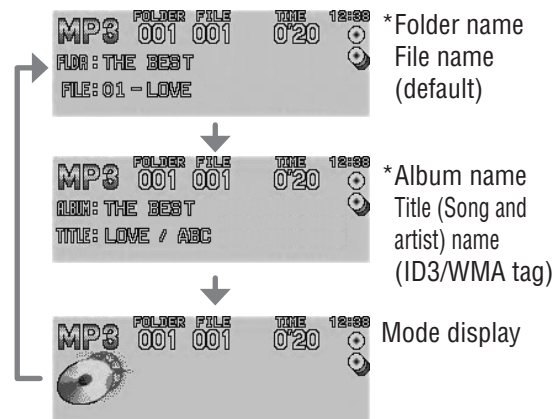 FOLDER FILE TIME 12:38
MP3 001 001 0'20
FLDR:THE BEST
FILE:01-LOVE
*Folder name
File name
(default)
FOLDER FILE TIME 12:38
MP3 001 001 0'20
ALBUM:THE BEST
TITLE:LOVE / ABC
*Album name
Title (Song and
artist) name
(ID3/WMA tag)
FOLDER FILE TIME 12:38
MP3 001 001 0'20
Mode display